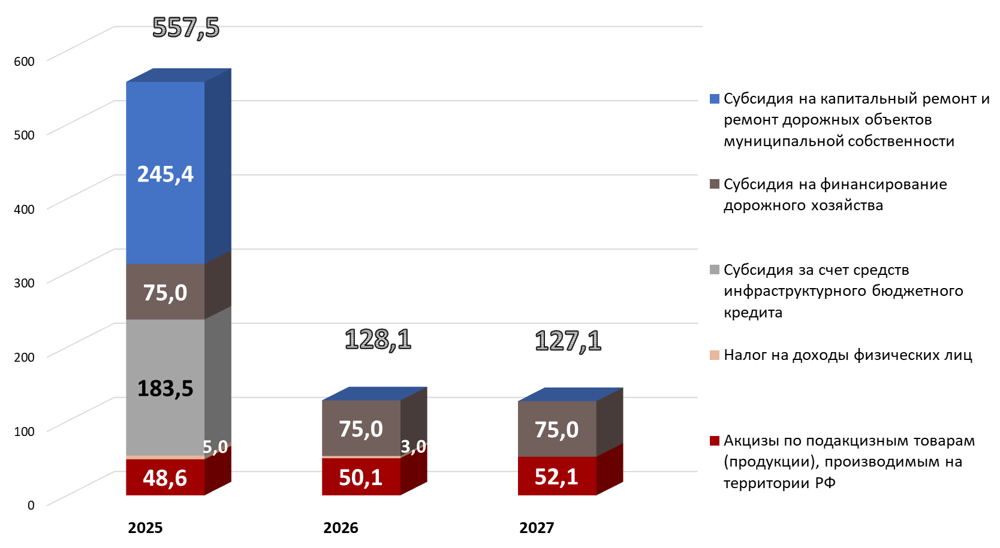 557,5
600
500
400
300
200
100
0
245,4
75,0
183,5
5,0
48,6
128,1
75,0
3,0
50,1
127,1
75,0
52,1
2025
2026
2027
Субсидия на капитальный ремонт и
ремонт дорожных объектов
муниципальной собственности
Субсидия на финансирование
дорожного хозяйства
Субсидия за счет средств
инфраструктурного бюджетного
кредита
Налог на доходы физических лиц
Акцизы по подакцизным товарам
(продукции), производимым на
территории РФ